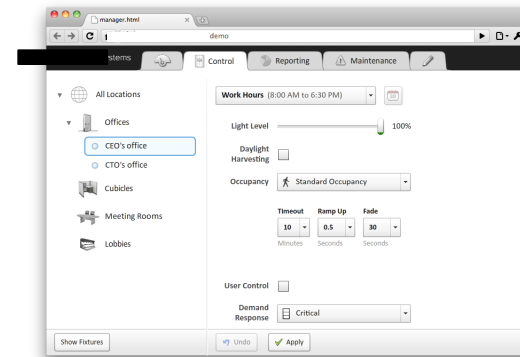 manager.html
demo
ystems
Control
Reporting
Maintenance
All Locations
Offices
CEO's office
CTO's office
Cubicles
Meeting Rooms
Lobbies
Show Fixtures
Work Hours (8:00 AM to 6:30 PM)
Light Level 100%
Daylight
Harvesting
Occupancy Standard Occupancy
Timeout Ramp Up Fade
10 0.5 30
Minutes Seconds Seconds
User Control
Demand
Response Critical
Undo Apply